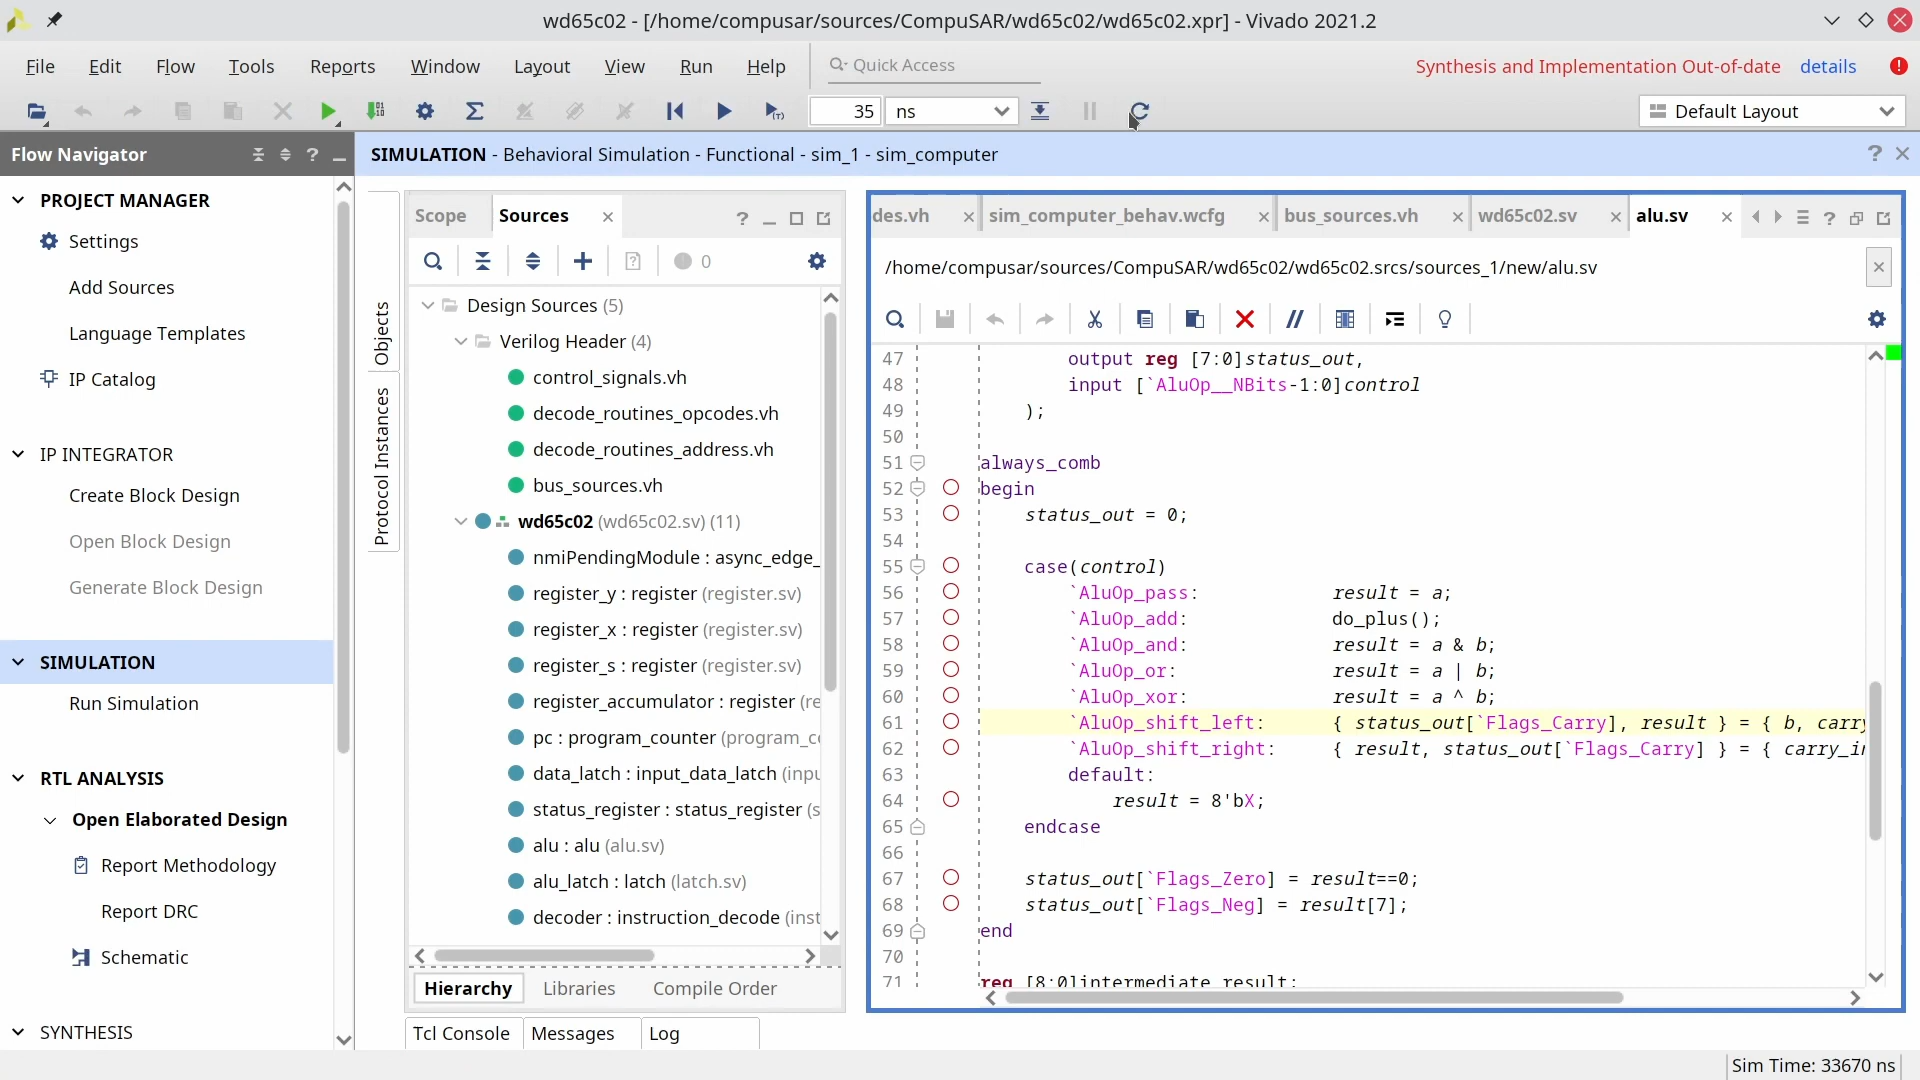 wd65c02 - [/home/compusar/sources/CompuSAR/wd65c02/wd65c02.xpr] - Vivado 2021.2
File Edit Flow Tools Reports Window Layout View Run Help Quick Access
Synthesis and Implementation Out-of-date details
35 ns
Default Layout
Flow Navigator
PROJECT MANAGER
Settings
Add Sources
Language Templates
IP Catalog
IP INTEGRATOR
Create Block Design
Open Block Design
Generate Block Design
SIMULATION
Run Simulation
RTL ANALYSIS
Open Elaborated Design
Report Methodology
Report DRC
Schematic
SYNTHESIS
SIMULATION - Behavioral Simulation - Functional - sim_1 - sim_computer
Objects
Protocol Instances
Scope Sources
0
Design Sources (5)
Verilog Header (4)
control_signals.vh
decode_routines_opcodes.vh
decode_routines_address.vh
bus_sources.vh
wd65c02 (wd65c02.sv) (11)
nmiPendingModule : async_edge_
register_y : register (register.sv)
register_x : register (register.sv)
register_s : register (register.sv)
register_accumulator : register (re
pc : program_counter (program_co
data_latch : input_data_latch (inpu
status_register : status_register (s
alu : alu (alu.sv)
alu_latch : latch (latch.sv)
decoder : instruction_decode (inst
Hierarchy Libraries Compile Order
Tcl Console Messages Log
des.vh sim_computer_behav.wcfg bus_sources.vh wd65c02.sv alu.sv
/home/compusar/sources/CompuSAR/wd65c02/wd65c02.srcs/sources_1/new/alu.sv
47 output reg [7:0]status_out,
48 input [`AluOp__NBits-1:0]control
49 );
50
51 always_comb
52 begin
53 status_out = 0;
54
55 case(control)
56 `AluOp_pass: result = a;
57 `AluOp_add: do_plus();
58 `AluOp_and: result = a & b;
59 `AluOp_or: result = a | b;
60 `AluOp_xor: result = a ^ b;
61 `AluOp_shift_left: { status_out[`Flags_Carry], result } = { b, carry
62 `AluOp_shift_right: { result, status_out[`Flags_Carry] } = { carry_in
63 default:
64 result = 8'bX;
65 endcase
66
67 status_out[`Flags_Zero] = result==0;
68 status_out[`Flags_Neg] = result[7];
69 end
70
71 reg [8:0]intermediate_result;
Sim Time: 33670 ns